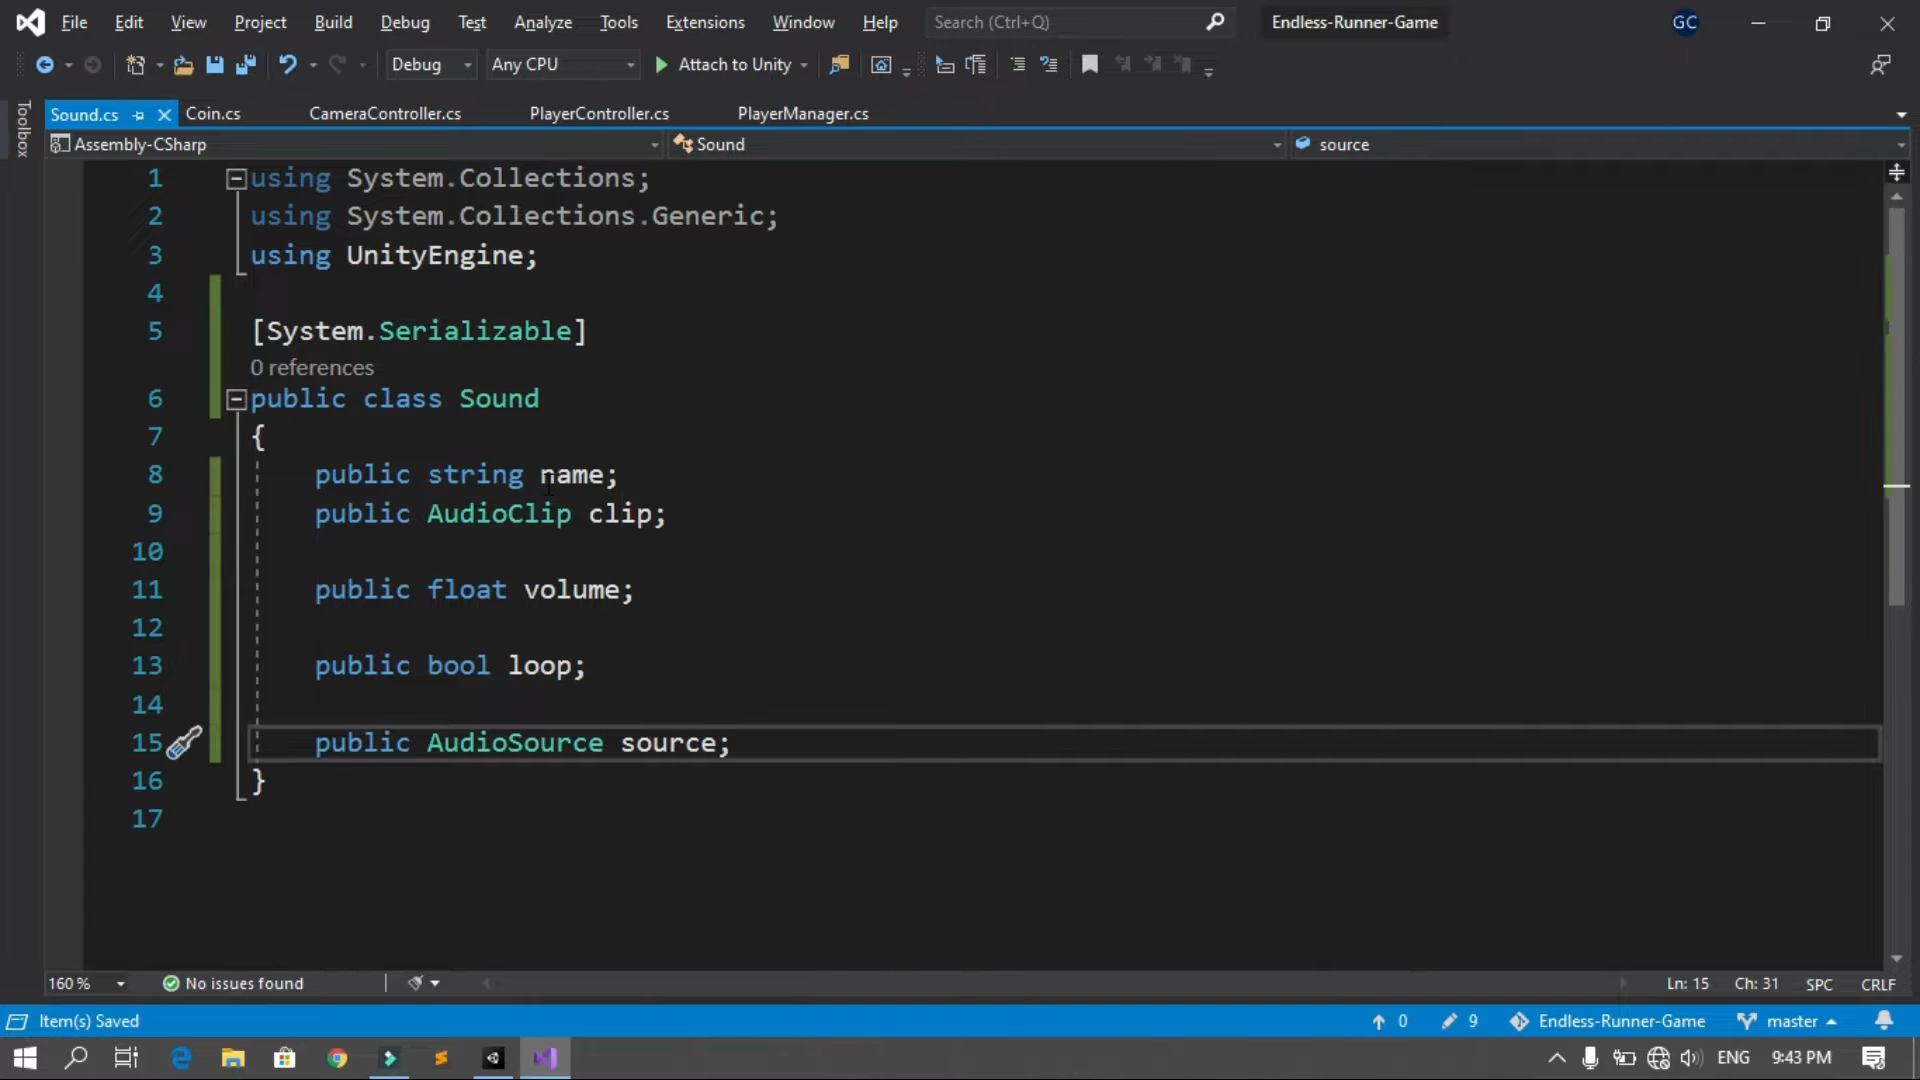 File Edit View Project Build Debug Test Analyze Tools Extensions Window Help Search (Ctrl+Q) Endless-Runner-Game GC
Debug Any CPU Attach to Unity
Toolbox
Sound.cs Coin.cs CameraController.cs PlayerController.cs PlayerManager.cs
Assembly-CSharp Sound source
1 using System.Collections;
2 using System.Collections.Generic;
3 using UnityEngine;
4
5 [System.Serializable]
0 references
6 public class Sound
7 {
8 public string name;
9 public AudioClip clip;
10
11 public float volume;
12
13 public bool loop;
14
15 public AudioSource source;
16 }
17
160 % No issues found Ln: 15 Ch: 31 SPC CRLF
Item(s) Saved 0 9 Endless-Runner-Game master
ENG 9:43 PM